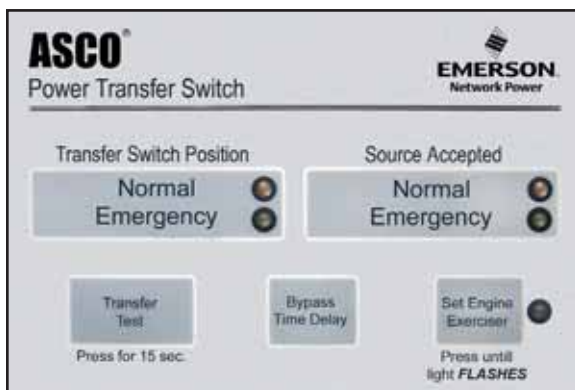 ASCO®
Power Transfer Switch
EMERSON
Network Power
Transfer Switch Position
Normal
Emergency
Source Accepted
Normal
Emergency
Transfer
Test
Press for 15 sec.
Bypass
Time Delay
Set Engine
Exerciser
Press untill
light FLASHES